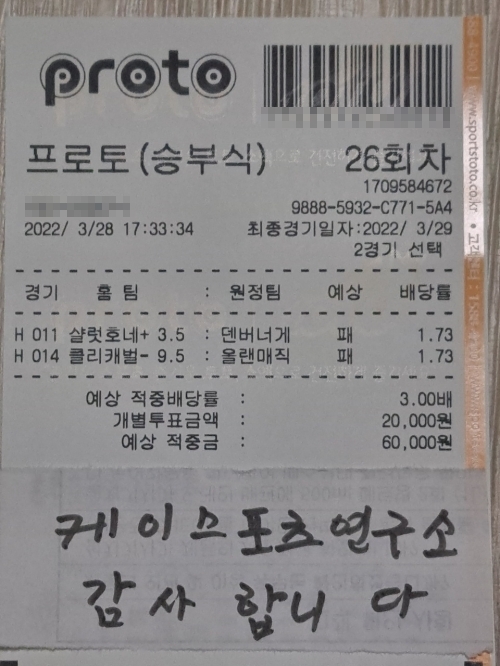 proto
프로토(승부식) 26회차
1709584672
9888-5932-C771-5A4
2022/ 3/28 17:33:34 최종경기일자:2022/ 3/29
2경기 선택
경기 홈 팀 : 원정팀 예상 배당률
H 011 샬럿호네+ 3.5 : 덴버너게 패 1.73
H 014 클리캐벌- 9.5 : 올랜매직 패 1.73
예상 적중배당률 : 3.00배
개별투표금액 : 20,000원
예상 적중금 : 60,000원
케이스포츠연구소
감사합니다
www.sportstoto.co.kr